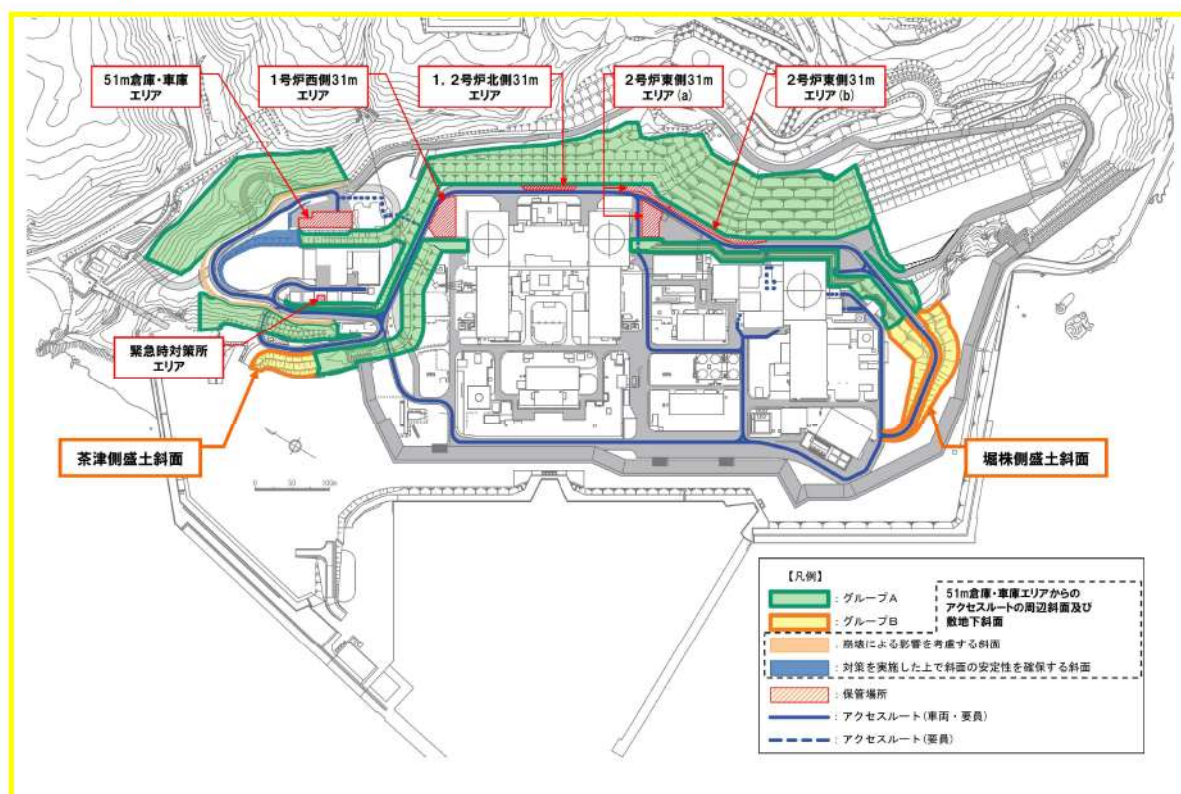 51m倉庫・車庫
エリア
1号炉西側31m
エリア
1,2号炉北側31m
エリア
2号炉東側31m
エリア(a)
2号炉東側31m
エリア(b)
緊急時対策所
エリア
茶津側盛土斜面
堀株側盛土斜面
0 50 100m
【凡例】
：グループA
：グループB
51m倉庫・車庫エリアからの
アクセスルートの周辺斜面及び
敷地下斜面
：崩壊による影響を考慮する斜面
：対策を実施した上で斜面の安定性を確保する斜面
：保管場所
：アクセスルート(車両・要員)
：アクセスルート(要員)